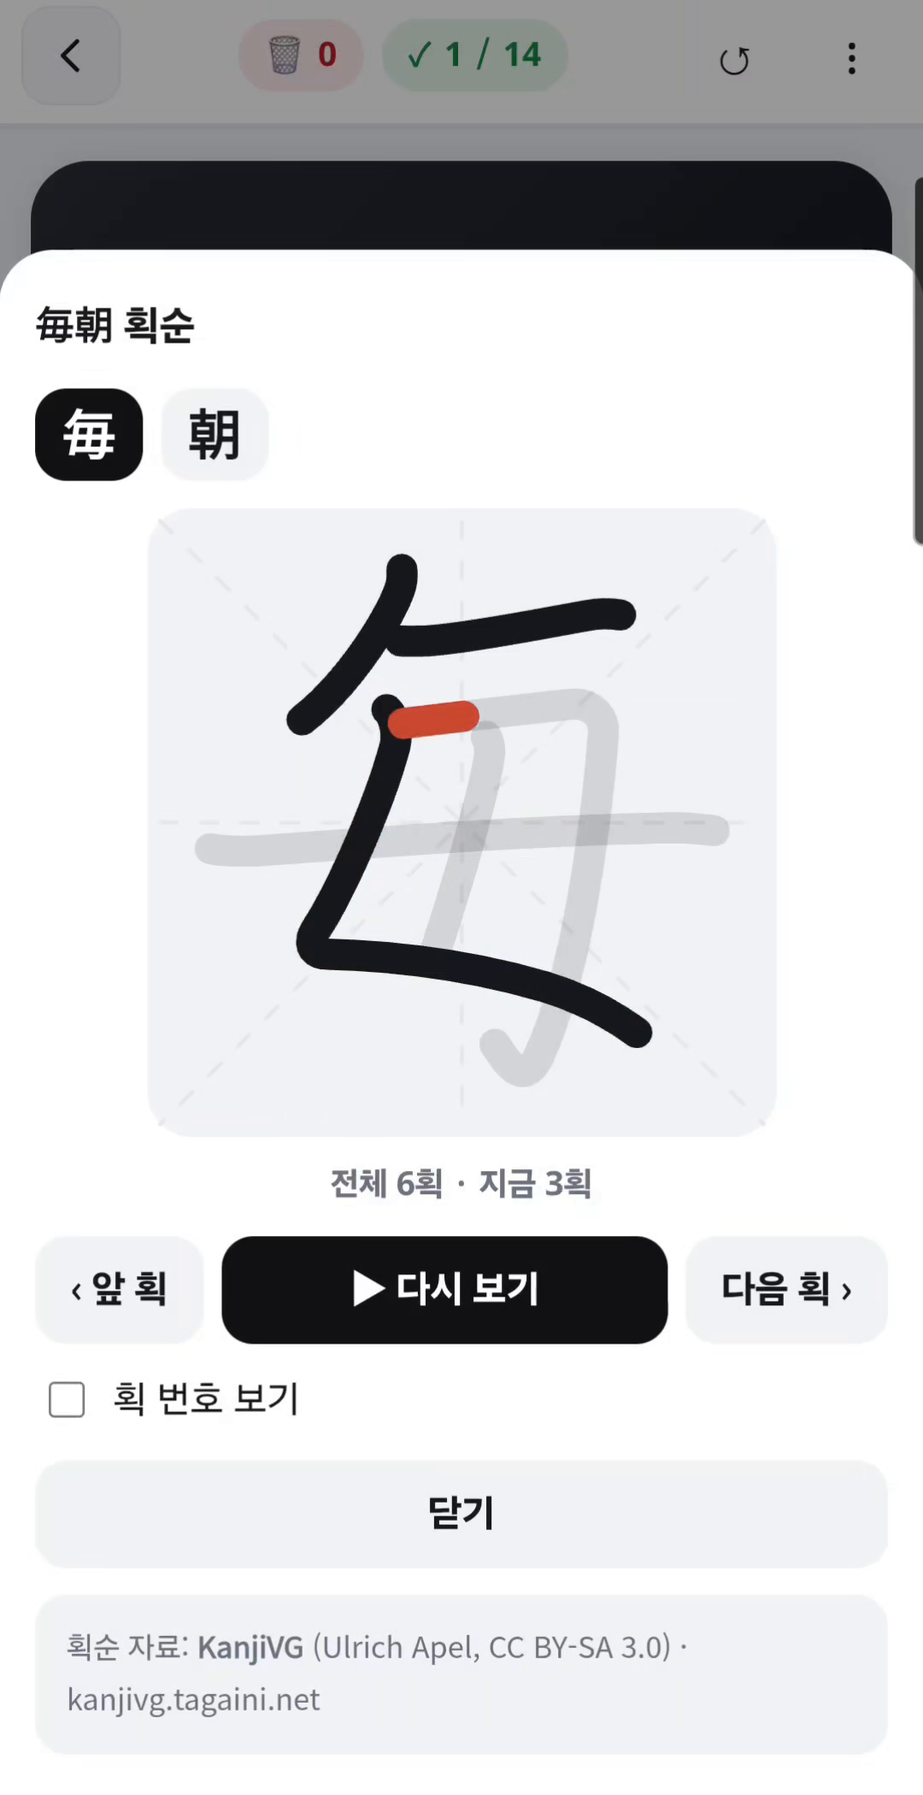 0
✓ 1 / 14
毎朝 획순
毎 朝
전체 6획 · 지금 3획
‹ 앞 획
▶ 다시 보기
다음 획 ›
획 번호 보기
닫기
획순 자료: KanjiVG (Ulrich Apel, CC BY-SA 3.0) ·
kanjivg.tagaini.net